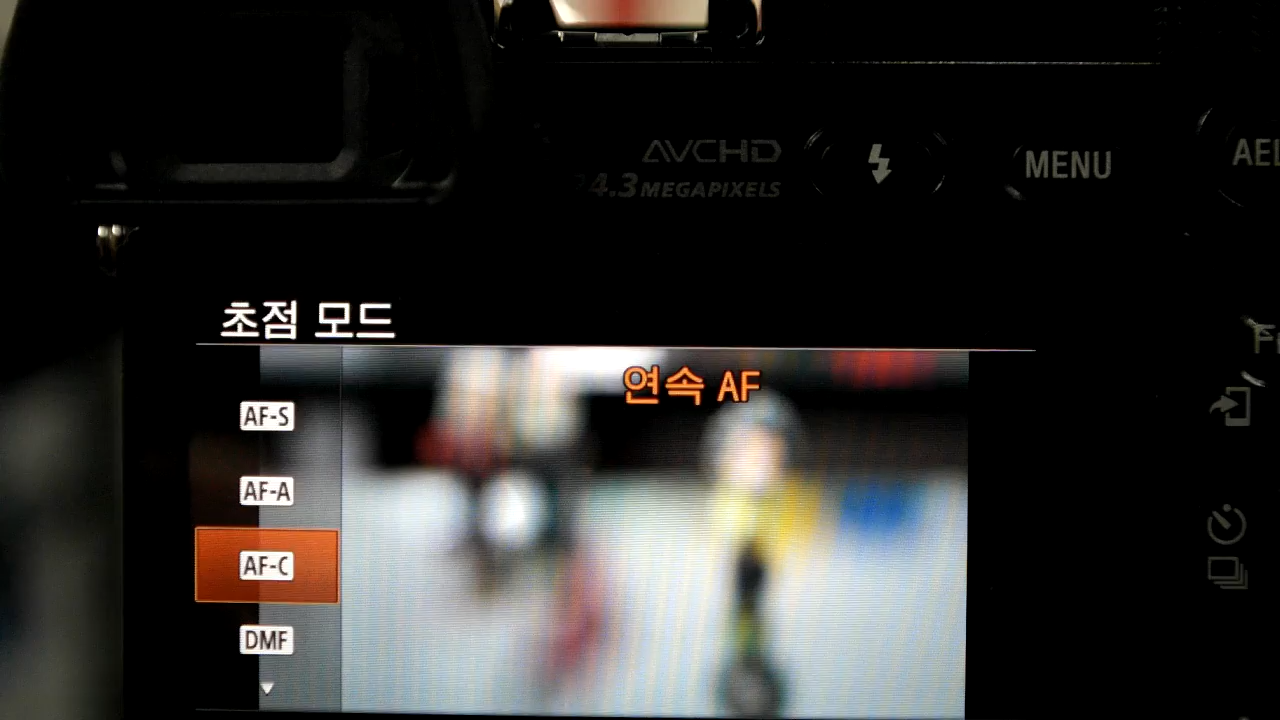 AVCHD
24.3 MEGAPIXELS
MENU
AEL
초점 모드
연속 AF
AF-S
AF-A
AF-C
DMF